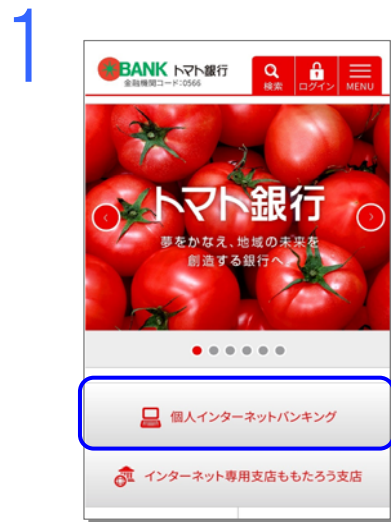 1
BANK トマト銀行
金融機関コード:0566
検索
ログイン
MENU
トマト銀行
夢をかなえ、地域の未来を
創造する銀行へ
個人インターネットバンキング
インターネット専用支店ももたろう支店